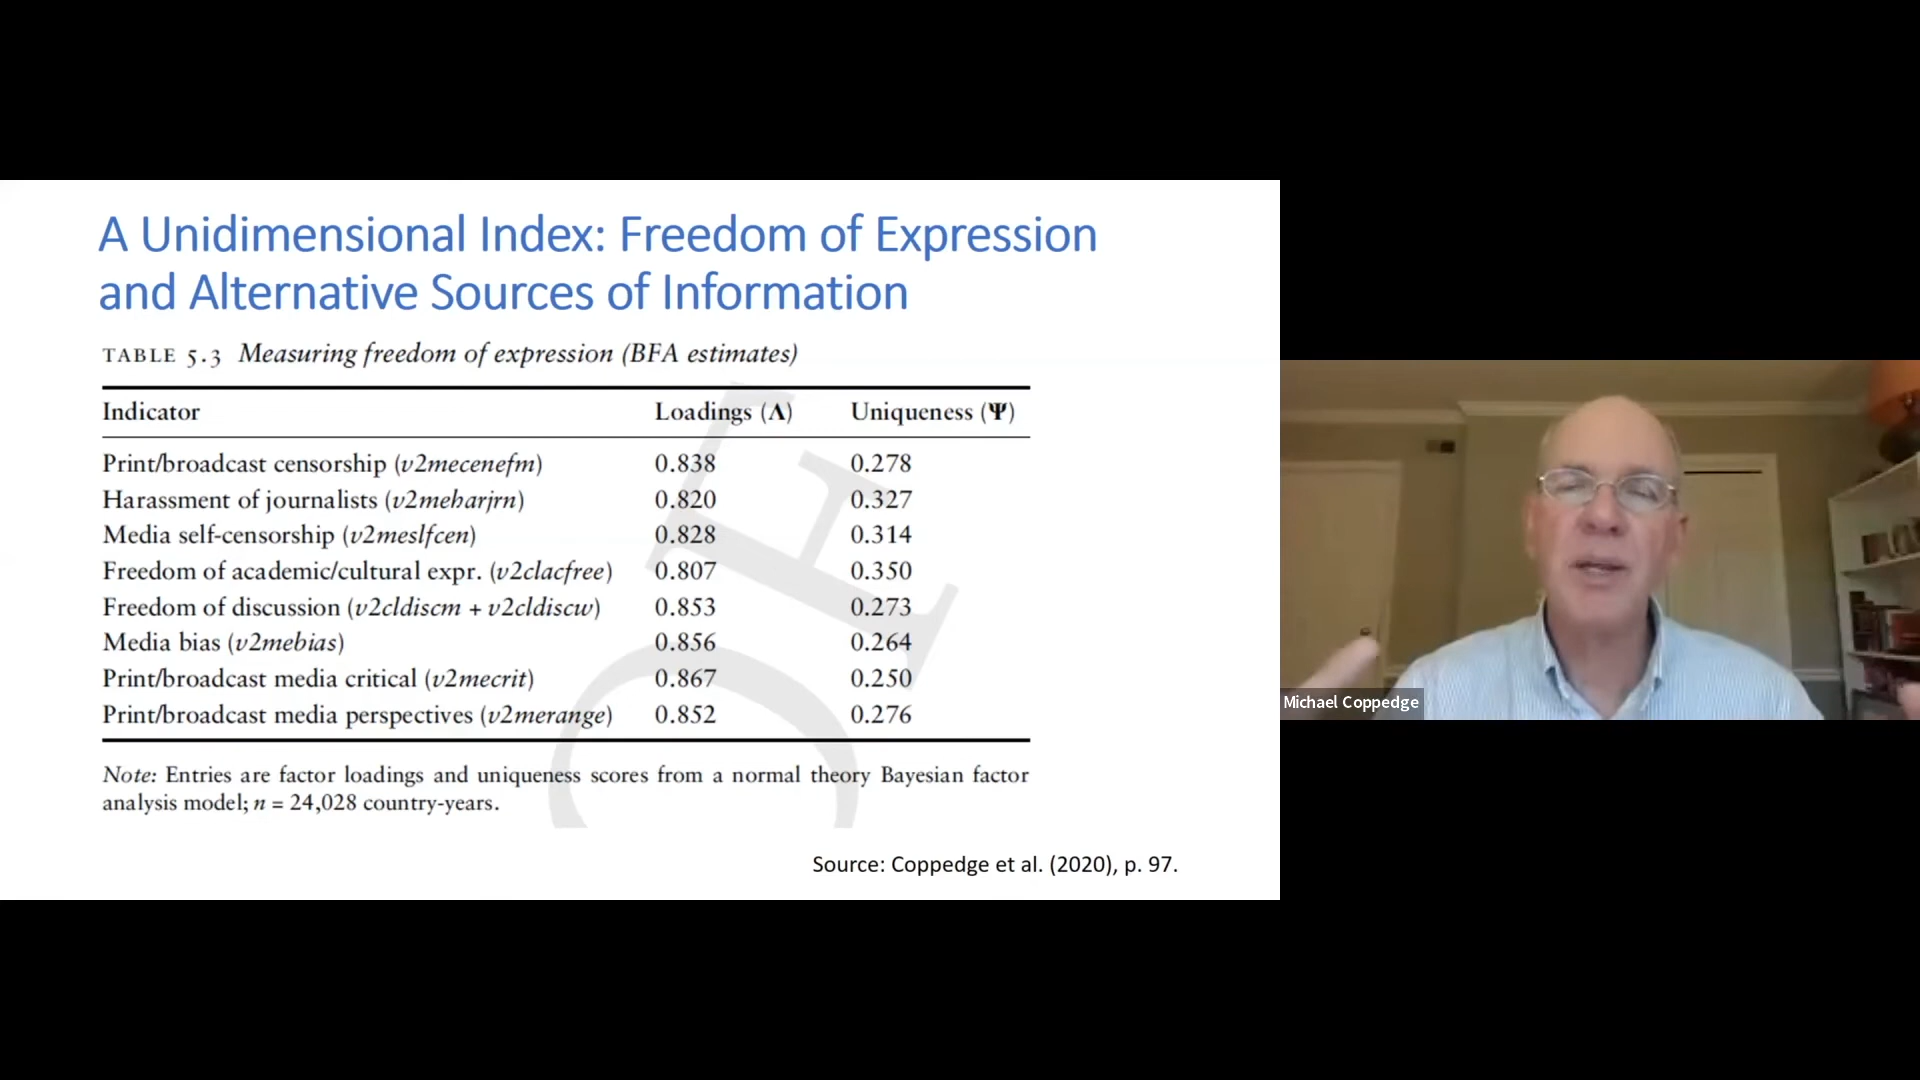 A Unidimensional Index: Freedom of Expression
and Alternative Sources of Information
TABLE 5.3 Measuring freedom of expression (BFA estimates)
Indicator Loadings (Λ) Uniqueness (Ψ)
Print/broadcast censorship (v2mecenefm) 0.838 0.278
Harassment of journalists (v2meharjrn) 0.820 0.327
Media self-censorship (v2meslfcen) 0.828 0.314
Freedom of academic/cultural expr. (v2clacfree) 0.807 0.350
Freedom of discussion (v2cldiscm + v2cldiscw) 0.853 0.273
Media bias (v2mebias) 0.856 0.264
Print/broadcast media critical (v2mecrit) 0.867 0.250
Print/broadcast media perspectives (v2merange) 0.852 0.276
Note: Entries are factor loadings and uniqueness scores from a normal theory Bayesian factor
analysis model; n = 24,028 country-years.
Source: Coppedge et al. (2020), p. 97.
Michael Coppedge